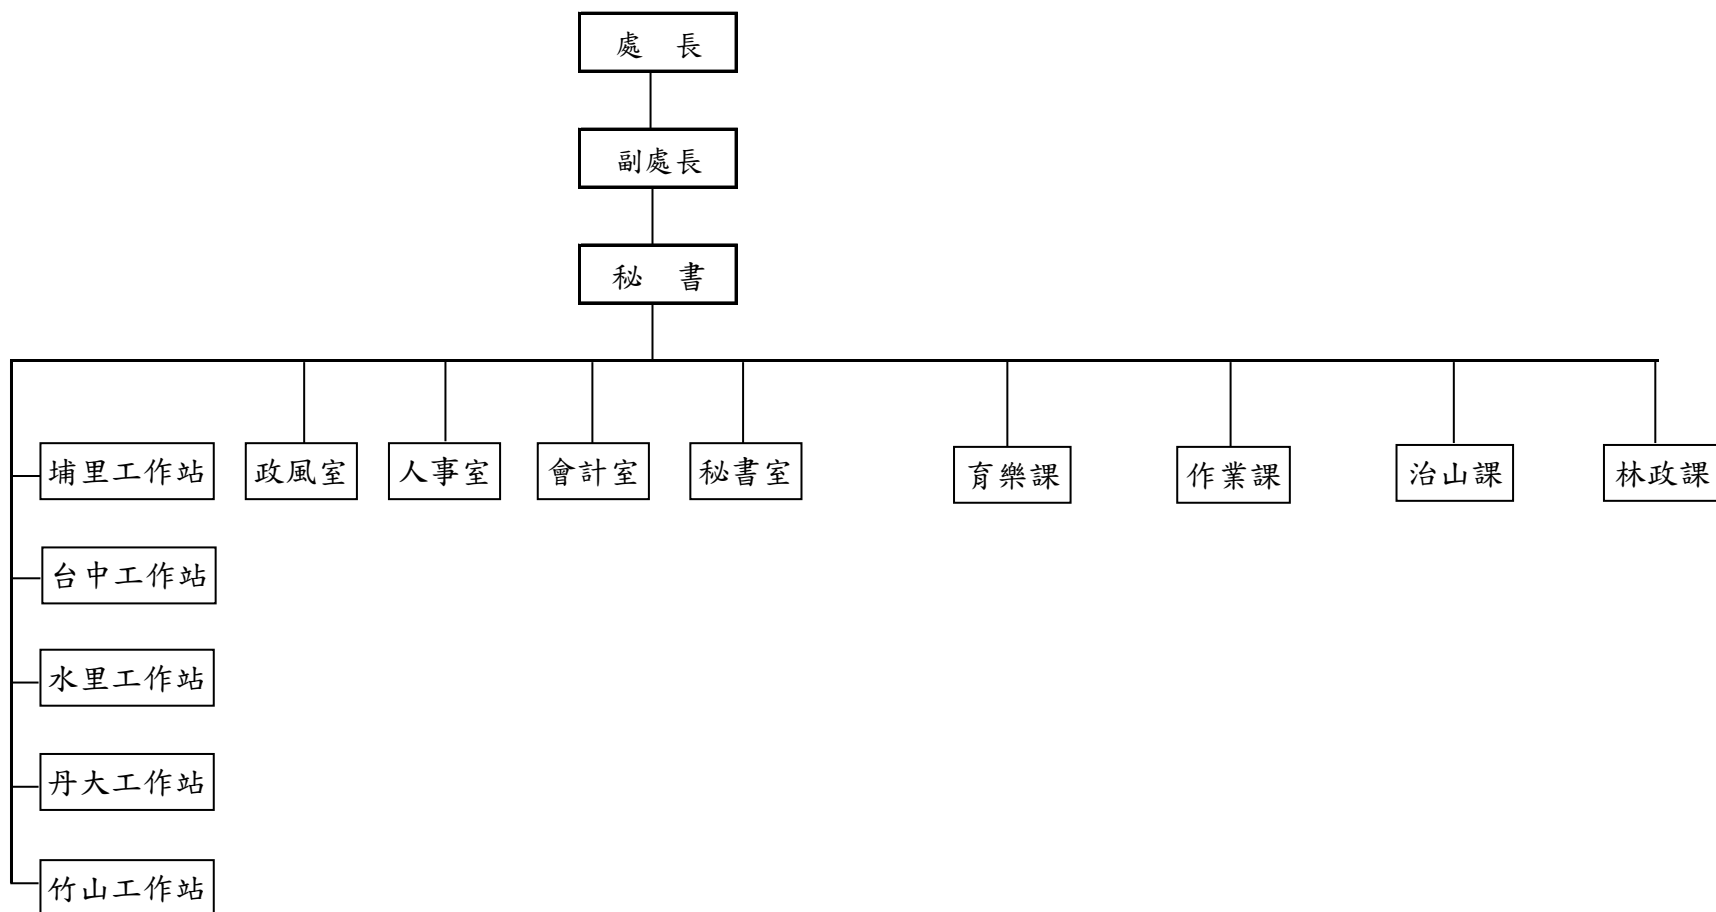 處 長
副處長
秘 書
埔里工作站
政風室
人事室
會計室
秘書室
育樂課
作業課
治山課
林政課
台中工作站
水里工作站
丹大工作站
竹山工作站